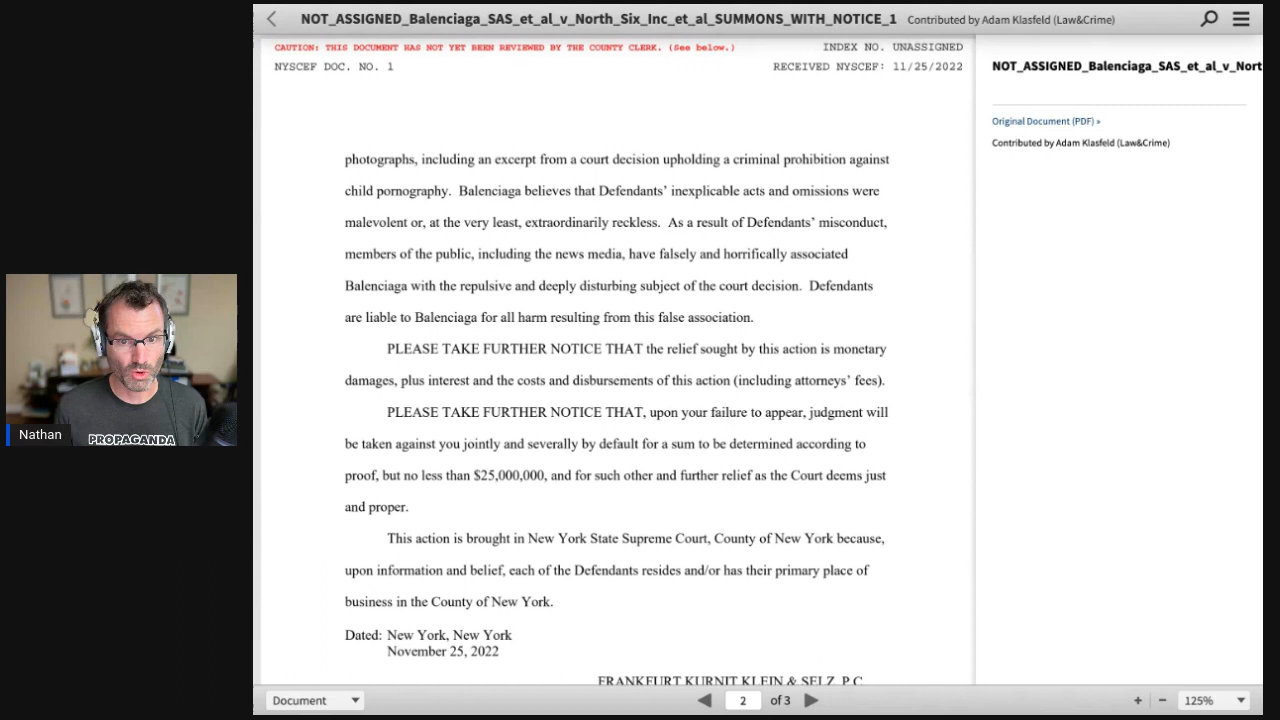 NOT_ASSIGNED_Balenciaga_SAS_et_al_v_North_Six_Inc_et_al_SUMMONS_WITH_NOTICE_1 Contributed by Adam Klasfeld (Law&Crime)
CAUTION: THIS DOCUMENT HAS NOT YET BEEN REVIEWED BY THE COUNTY CLERK. (See below.) INDEX NO. UNASSIGNED
NYSCEF DOC. NO. 1 RECEIVED NYSCEF: 11/25/2022
photographs, including an excerpt from a court decision upholding a criminal prohibition against
child pornography. Balenciaga believes that Defendants' inexplicable acts and omissions were
malevolent or, at the very least, extraordinarily reckless. As a result of Defendants' misconduct,
members of the public, including the news media, have falsely and horrifically associated
Balenciaga with the repulsive and deeply disturbing subject of the court decision. Defendants
are liable to Balenciaga for all harm resulting from this false association.
PLEASE TAKE FURTHER NOTICE THAT the relief sought by this action is monetary
damages, plus interest and the costs and disbursements of this action (including attorneys' fees).
PLEASE TAKE FURTHER NOTICE THAT, upon your failure to appear, judgment will
be taken against you jointly and severally by default for a sum to be determined according to
proof, but no less than $25,000,000, and for such other and further relief as the Court deems just
and proper.
This action is brought in New York State Supreme Court, County of New York because,
upon information and belief, each of the Defendants resides and/or has their primary place of
business in the County of New York.
Dated: New York, New York
November 25, 2022
FRANKFURT KURNIT KLEIN & SELZ, P.C.
NOT_ASSIGNED_Balenciaga_SAS_et_al_v_Nort
Original Document (PDF) »
Contributed by Adam Klasfeld (Law&Crime)
PROPAGANDA
Nathan
Document 2 of 3 + − 125%